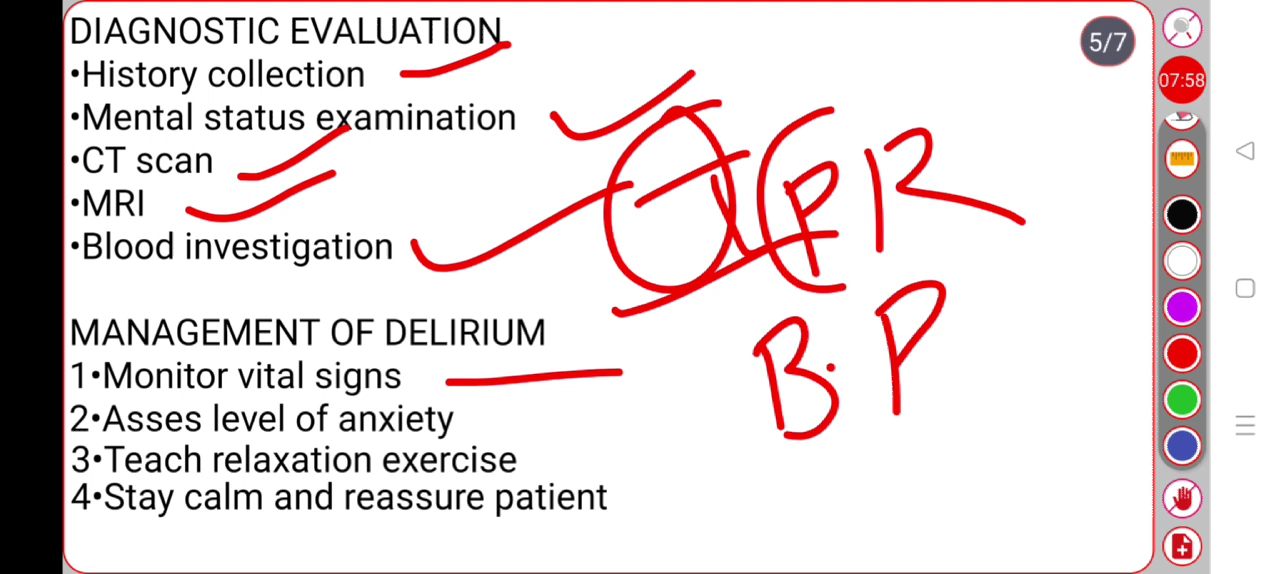 DIAGNOSTIC EVALUATION
•History collection
•Mental status examination
•CT scan
•MRI
•Blood investigation
PR
MANAGEMENT OF DELIRIUM
1•Monitor vital signs
B.P
2•Asses level of anxiety
3•Teach relaxation exercise
4•Stay calm and reassure patient
5/7
07:58